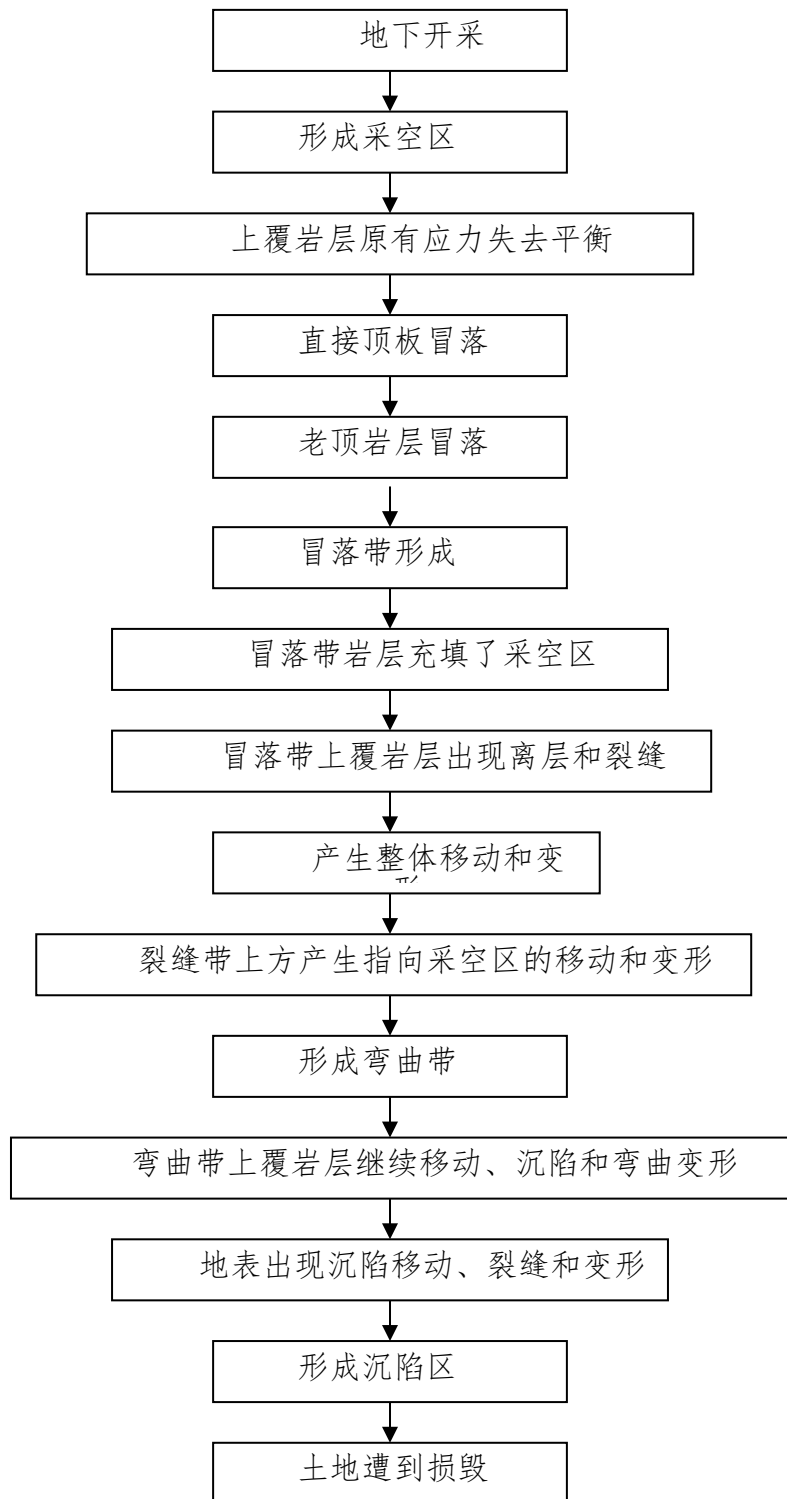 地下开采
形成采空区
上覆岩层原有应力失去平衡
直接顶板冒落
老顶岩层冒落
冒落带形成
冒落带岩层充填了采空区
冒落带上覆岩层出现离层和裂缝
产生整体移动和变
裂缝带上方产生指向采空区的移动和变形
形成弯曲带
弯曲带上覆岩层继续移动、沉陷和弯曲变形
地表出现沉陷移动、裂缝和变形
形成沉陷区
土地遭到损毁